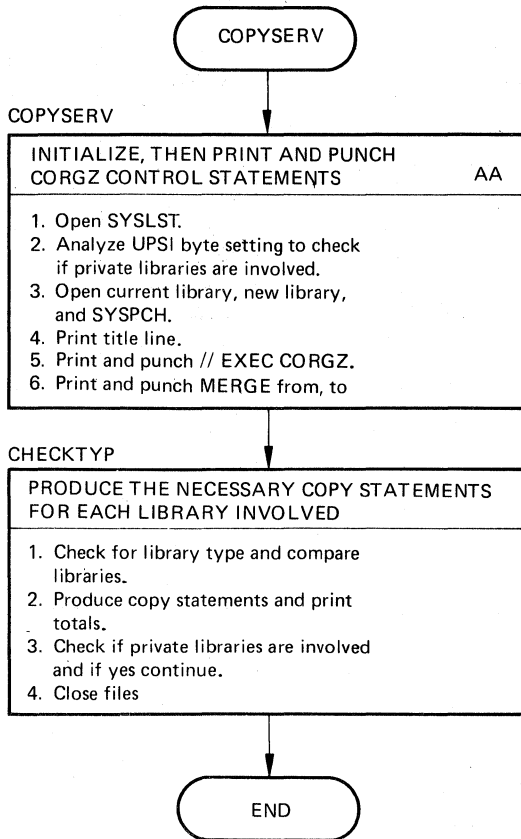 COPYSERV
COPYSERV
INITIALIZE, THEN PRINT AND PUNCH
CORGZ CONTROL STATEMENTS AA
1. Open SYSLST.
2. Analyze UPSI byte setting to check
if private libraries are involved.
3. Open current library, new library,
and SYSPCH.
4. Print title line.
5. Print and punch // EXEC CORGZ.
6. Print and punch MERGE from, to
CHECKTYP
PRODUCE THE NECESSARY COPY STATEMENTS
FOR EACH LIBRARY INVOLVED
1. Check for library type and compare
libraries.
2. Produce copy statements and print
totals.
3. Check if private libraries are involved
and if yes continue.
4. Close files
END